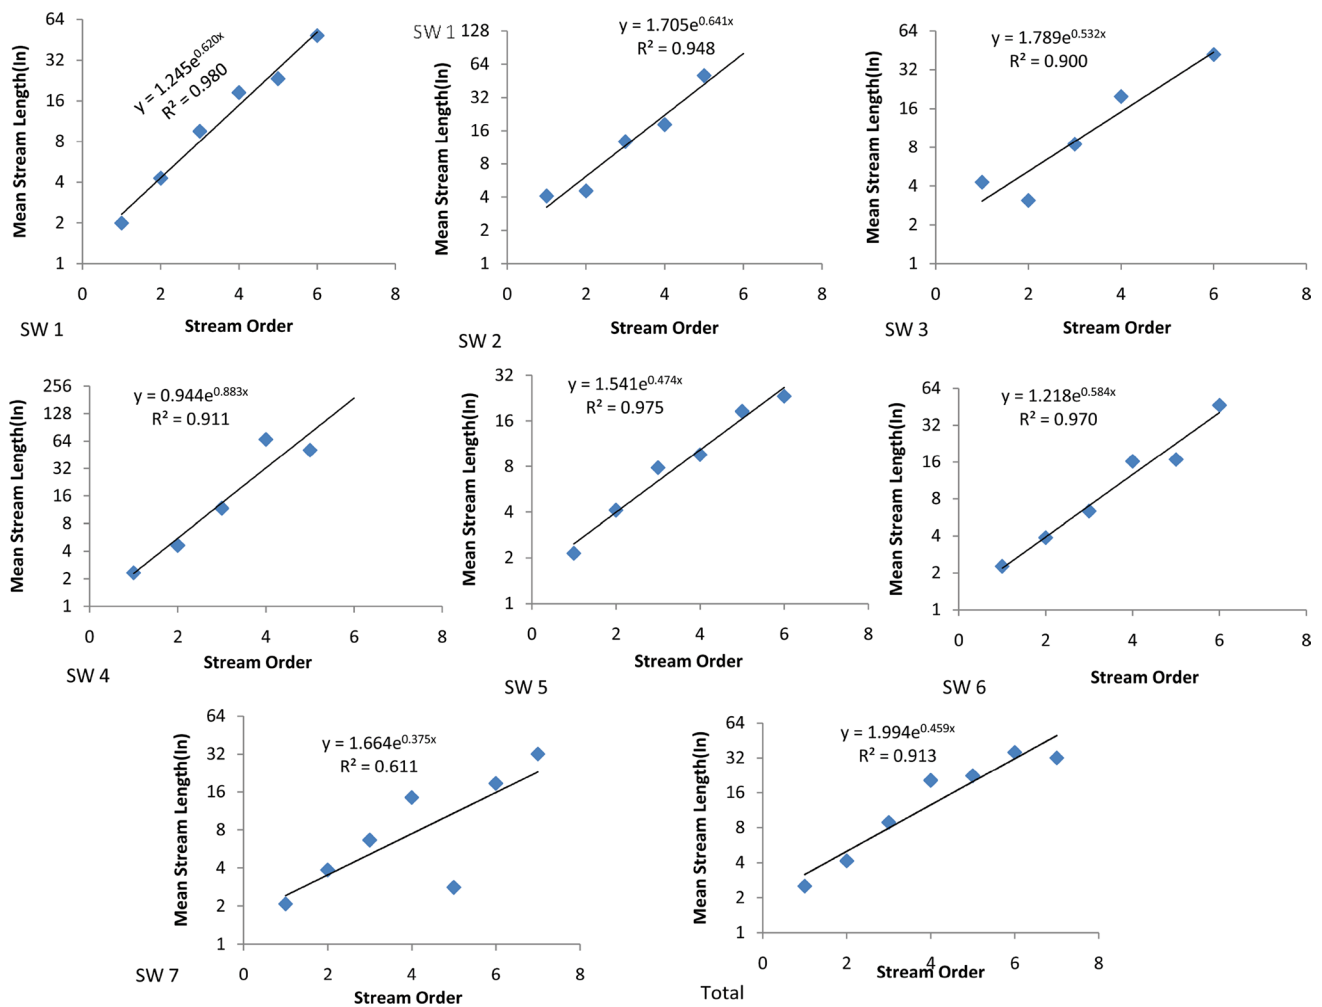 SW 1
y = 1.245e^0.620x
R² = 0.980
Mean Stream Length(ln)
64
32
16
8
4
2
1
0 2 4 6 8
Stream Order
SW 1
y = 1.705e^0.641x
R² = 0.948
Mean Stream Length(ln)
128
64
32
16
8
4
2
1
0 2 4 6 8
Stream Order
SW 2
y = 1.789e^0.532x
R² = 0.900
Mean Stream Length(ln)
64
32
16
8
4
2
1
0 2 4 6 8
Stream Order
SW 3
y = 0.944e^0.883x
R² = 0.911
Mean Stream Length(ln)
256
128
64
32
16
8
4
2
1
0 2 4 6 8
Stream Order
SW 4
y = 1.541e^0.474x
R² = 0.975
Mean Stream Length(ln)
32
16
8
4
2
1
0 2 4 6 8
Stream Order
SW 5
y = 1.218e^0.584x
R² = 0.970
Mean Stream Length(ln)
64
32
16
8
4
2
1
0 2 4 6 8
Stream Order
SW 6
y = 1.664e^0.375x
R² = 0.611
Mean Stream Length(ln)
64
32
16
8
4
2
1
0 2 4 6 8
Stream Order
SW 7
y = 1.994e^0.459x
R² = 0.913
Mean Stream Length(ln)
64
32
16
8
4
2
1
0 2 4 6 8
Stream Order
Total